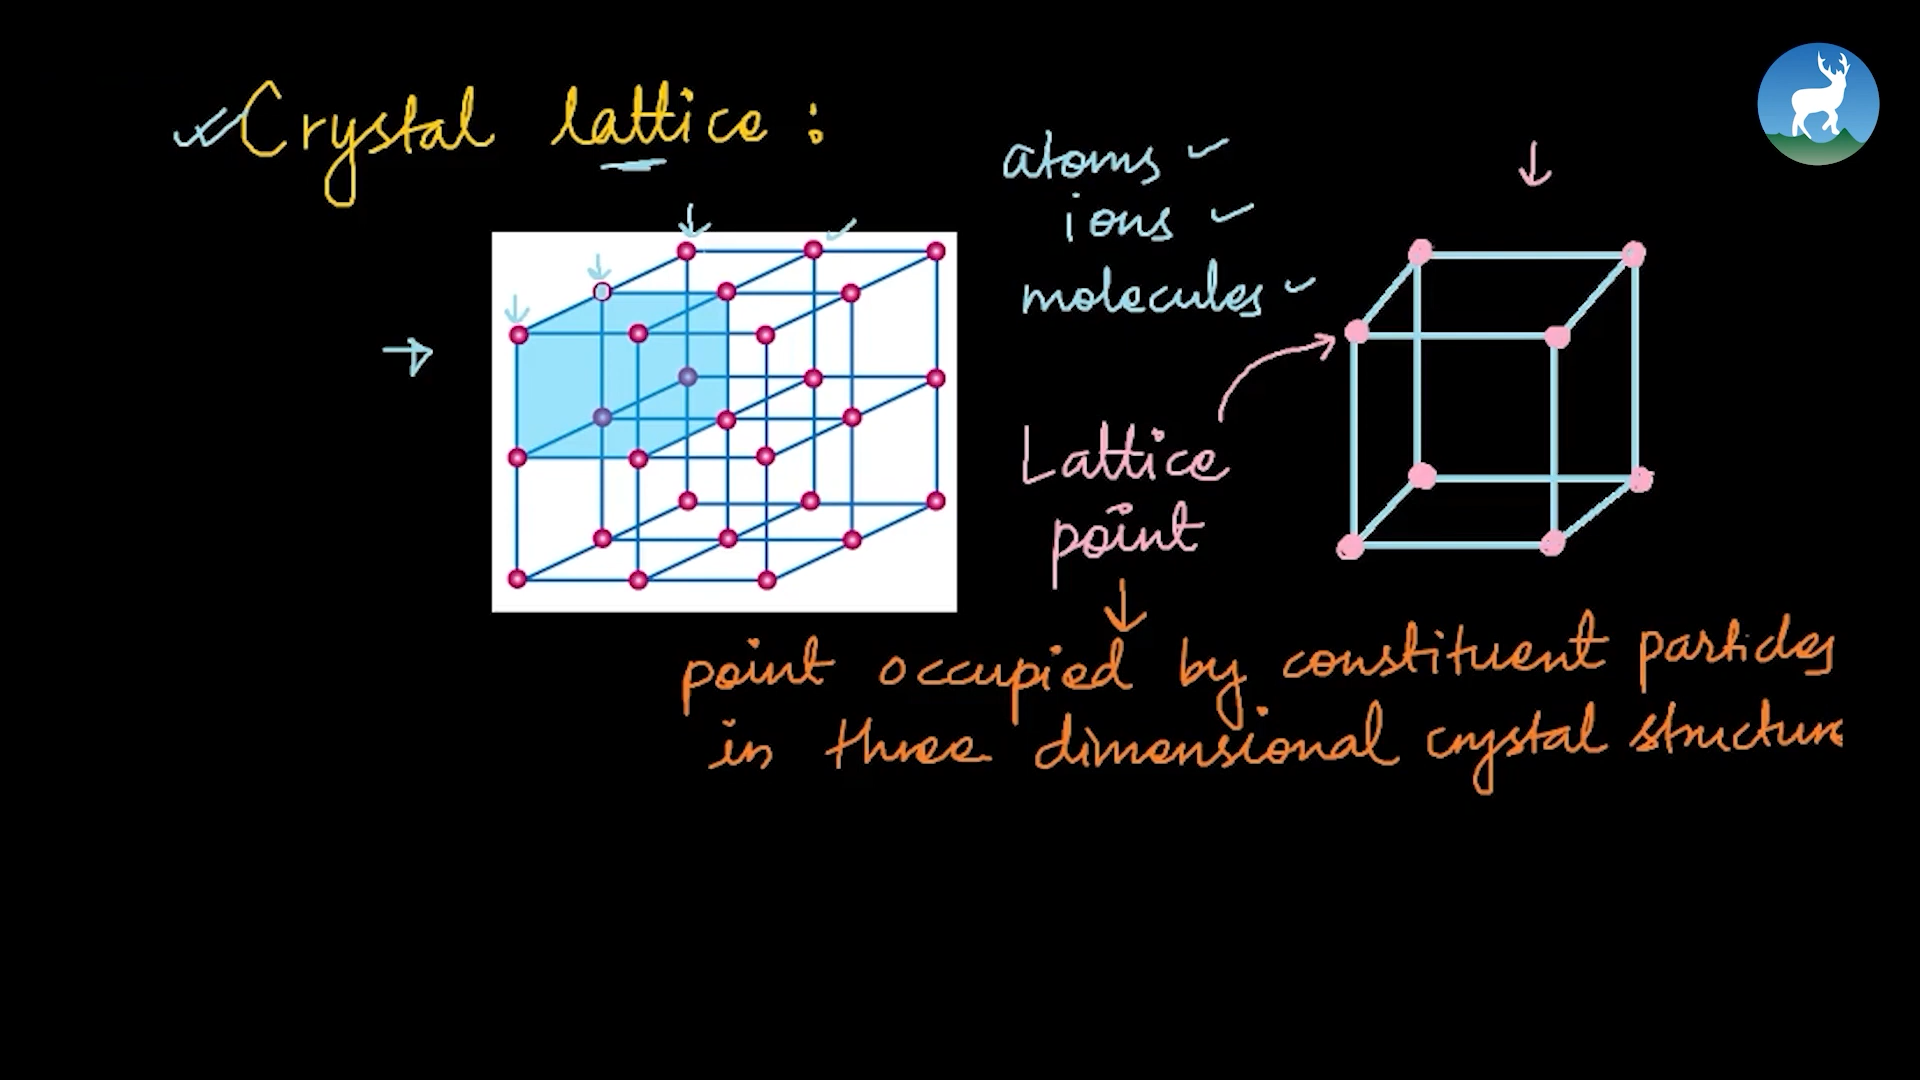 Crystal lattice :
atoms
ions
molecules
Lattice
point
point occupied by constituent particles
in three dimensional crystal structure